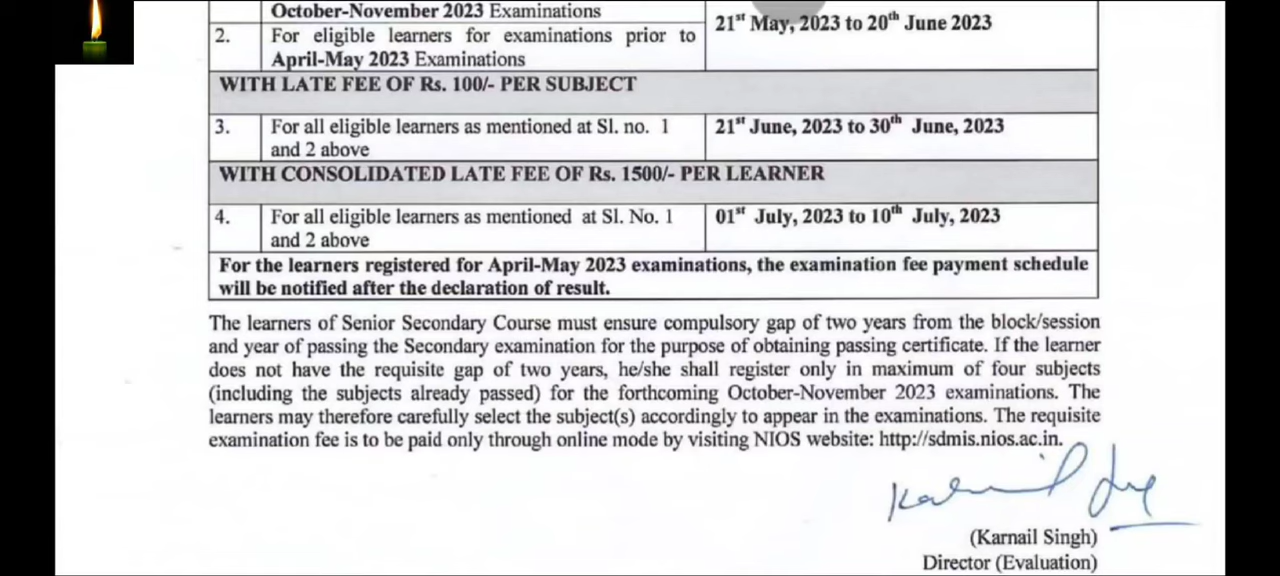 October-November 2023 Examinations
21st May, 2023 to 20th June 2023
2. For eligible learners for examinations prior to
April-May 2023 Examinations
WITH LATE FEE OF Rs. 100/- PER SUBJECT
3. For all eligible learners as mentioned at Sl. no. 1
and 2 above
21st June, 2023 to 30th June, 2023
WITH CONSOLIDATED LATE FEE OF Rs. 1500/- PER LEARNER
4. For all eligible learners as mentioned at Sl. No. 1
and 2 above
01st July, 2023 to 10th July, 2023
For the learners registered for April-May 2023 examinations, the examination fee payment schedule
will be notified after the declaration of result.
The learners of Senior Secondary Course must ensure compulsory gap of two years from the block/session
and year of passing the Secondary examination for the purpose of obtaining passing certificate. If the learner
does not have the requisite gap of two years, he/she shall register only in maximum of four subjects
(including the subjects already passed) for the forthcoming October-November 2023 examinations. The
learners may therefore carefully select the subject(s) accordingly to appear in the examinations. The requisite
examination fee is to be paid only through online mode by visiting NIOS website: http://sdmis.nios.ac.in.
(Karnail Singh)
Director (Evaluation)